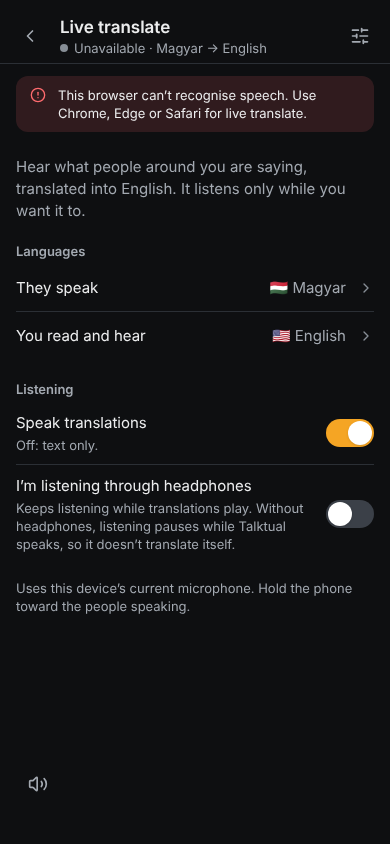 Live translate
Unavailable · Magyar → English
This browser can’t recognise speech. Use
Chrome, Edge or Safari for live translate.
Hear what people around you are saying,
translated into English. It listens only while you
want it to.
Languages
They speak
Magyar
You read and hear
English
Listening
Speak translations
Off: text only.
I’m listening through headphones
Keeps listening while translations play. Without
headphones, listening pauses while Talktual
speaks, so it doesn’t translate itself.
Uses this device’s current microphone. Hold the phone
toward the people speaking.